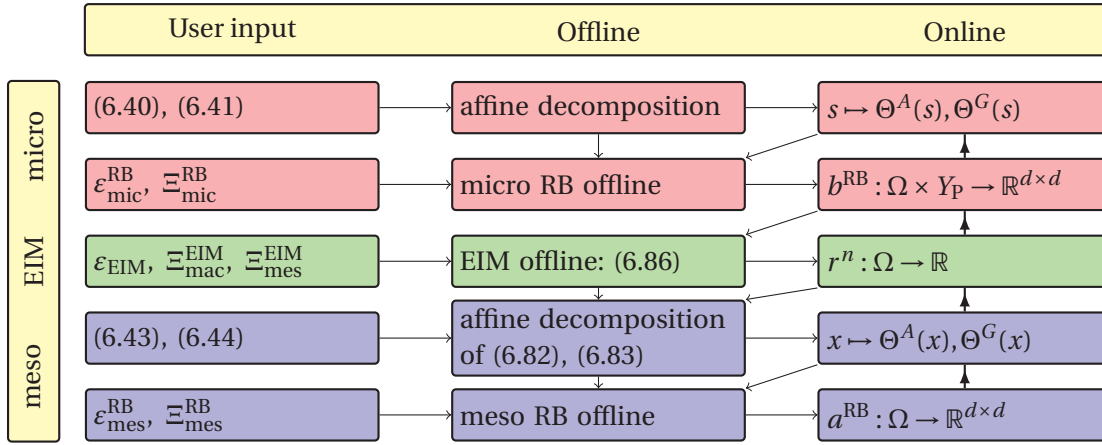 User input Offline Online
micro
(6.40), (6.41) affine decomposition s ↦ Θ^A(s), Θ^G(s)
ε_mic^RB, Ξ_mic^RB micro RB offline b^RB : Ω × Y_P → ℝ^{d×d}
EIM
ε_EIM, Ξ_mac^EIM, Ξ_mes^EIM EIM offline: (6.86) r^n : Ω → ℝ
meso
(6.43), (6.44) affine decomposition of (6.82), (6.83) x ↦ Θ^A(x), Θ^G(x)
ε_mes^RB, Ξ_mes^RB meso RB offline a^RB : Ω → ℝ^{d×d}